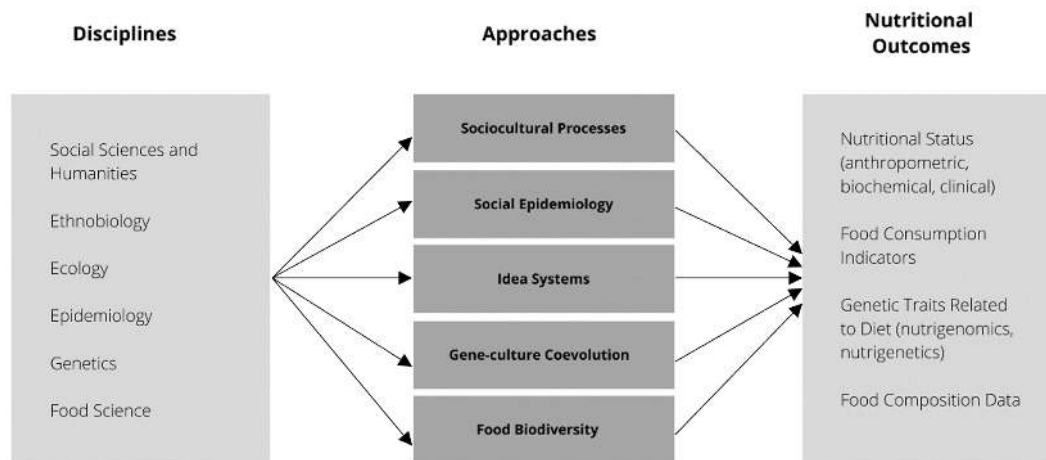 Disciplines
Approaches
Nutritional
Outcomes
Social Sciences and
Humanities
Ethnobiology
Ecology
Epidemiology
Genetics
Food Science
Sociocultural Processes
Social Epidemiology
Idea Systems
Gene-culture Coevolution
Food Biodiversity
Nutritional Status
(anthropometric,
biochemical, clinical)
Food Consumption
Indicators
Genetic Traits Related
to Diet (nutrigenomics,
nutrigenetics)
Food Composition Data